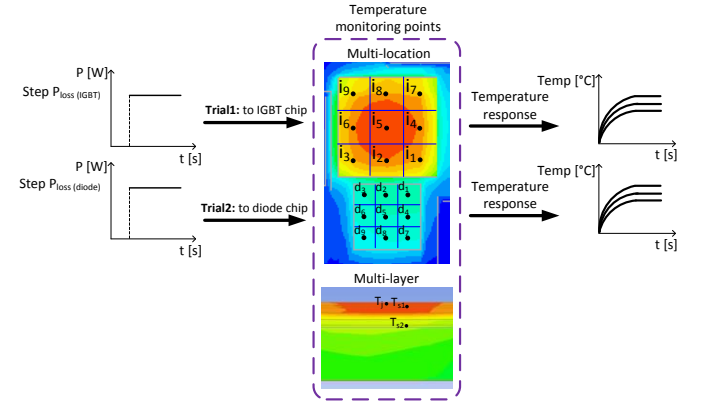 Temperature
monitoring points
Multi-location
P [W]
Step Ploss (IGBT)
t [s]
Trial1: to IGBT chip
i9 i8 i7
i6 i5 i4
i3 i2 i1
Temperature
response
Temp [°C]
t [s]
P [W]
Step Ploss (diode)
t [s]
Trial2: to diode chip
d3 d2 d1
d6 d5 d4
d9 d8 d7
Temperature
response
Temp [°C]
t [s]
Multi-layer
Tj Ts1
Ts2